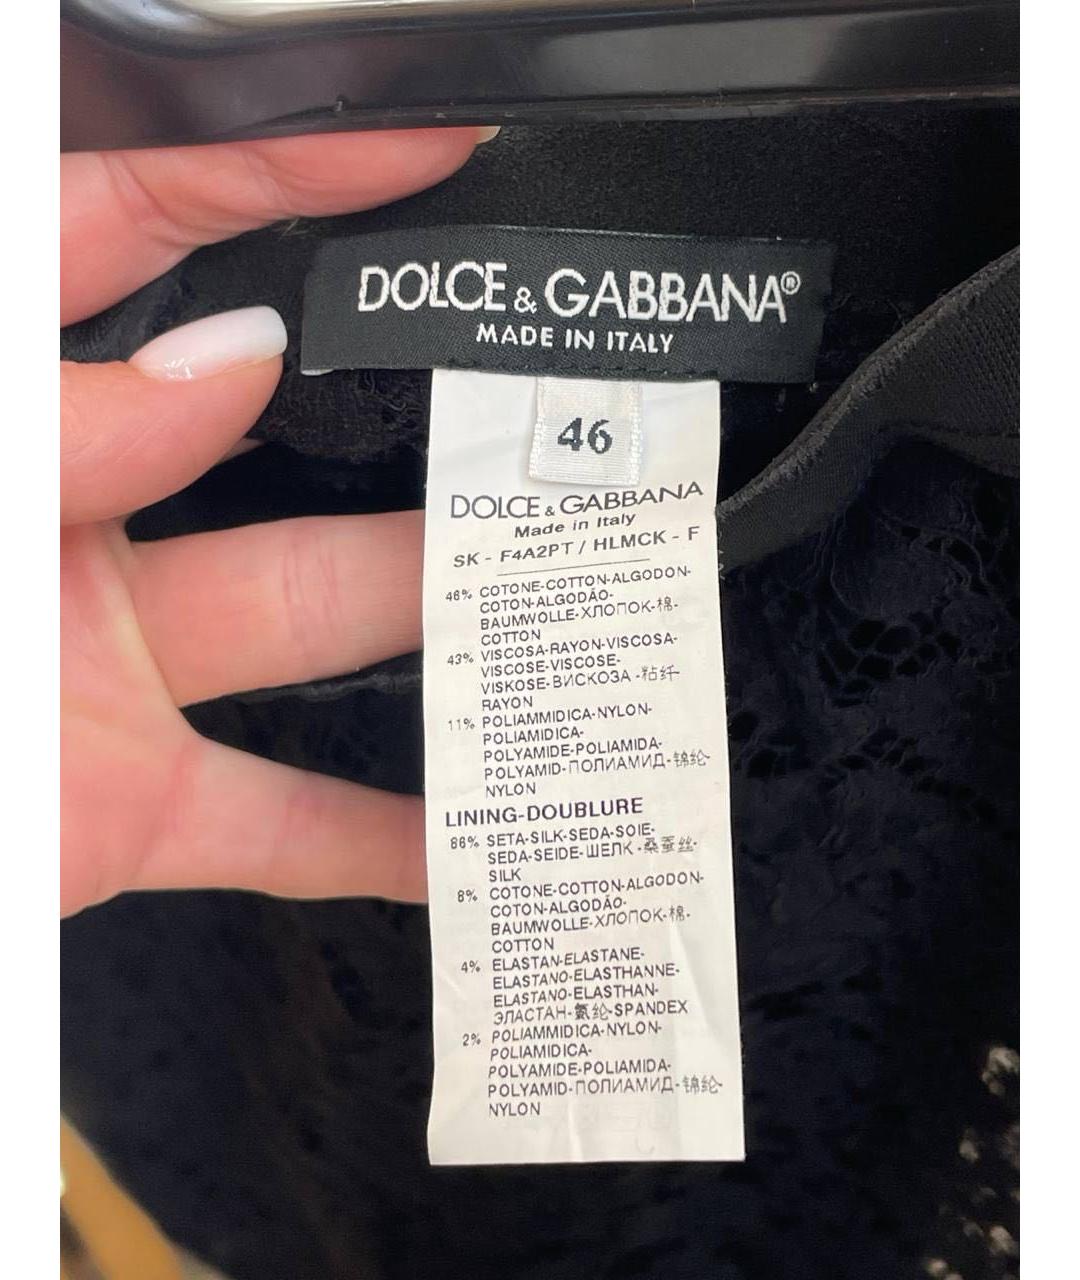 DOLCE & GABBANA®
MADE IN ITALY
46
DOLCE & GABBANA
Made in Italy
SK - F4A2PT / HLMCK - F
46% COTONE-COTTON-ALGODON-
COTON-ALGODÃO-
BAUMWOLLE-ХЛОПОК-棉-
COTTON
43% VISCOSA-RAYON-VISCOSA-
VISCOSE-VISCOSE-
VISKOSE-ВИСКОЗА -粘纤-
RAYON
11% POLIAMMIDICA-NYLON-
POLIAMIDICA-
POLYAMIDE-POLIAMIDA-
POLYAMID-ПОЛИАМИД-锦纶-
NYLON
LINING-DOUBLURE
86% SETA-SILK-SEDA-SOIE-
SEDA-SEIDE-ШЕЛК -桑蚕丝-
SILK
8% COTONE-COTTON-ALGODON-
COTON-ALGODÃO-
BAUMWOLLE-ХЛОПОК-棉-
COTTON
4% ELASTAN-ELASTANE-
ELASTANO-ELASTHANNE-
ELASTANO-ELASTHAN-
ЭЛАСТАН-氨纶-SPANDEX
2% POLIAMMIDICA-NYLON-
POLIAMIDICA-
POLYAMIDE-POLIAMIDA-
POLYAMID-ПОЛИАМИД-锦纶-
NYLON